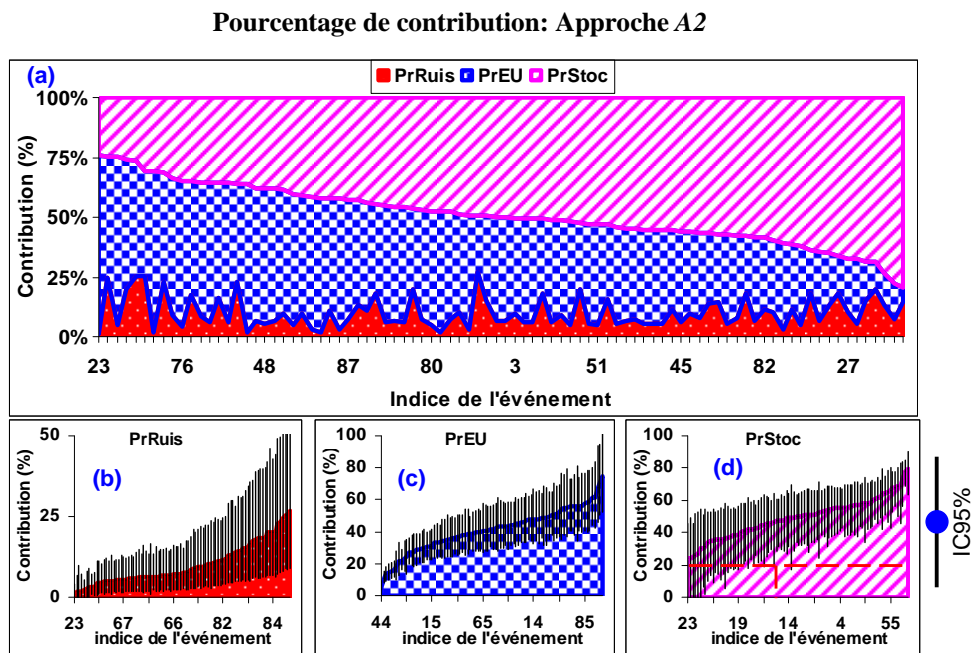 Pourcentage de contribution: Approche A2
(a)
PrRuis PrEU PrStoc
100%
75%
50%
25%
0%
Contribution (%)
23 76 48 87 80 3 51 45 82 27
Indice de l'événement
PrRuis
(b)
50
25
0
Contribution (%)
23 67 66 82 84
indice de l'événement
PrEU
(c)
100
80
60
40
20
0
Contribution (%)
44 15 65 14 85
indice de l'événement
PrStoc
(d)
100
80
60
40
20
0
Contribution (%)
23 19 14 4 55
indice de l'événement
IC95%